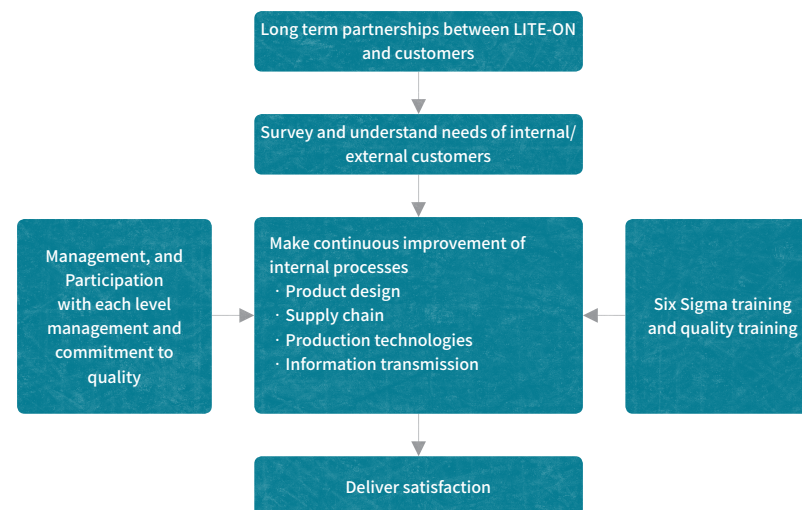 Long term partnerships between LITE-ON
and customers
Survey and understand needs of internal/
external customers
Management, and
Participation
with each level
management and
commitment to
quality
Make continuous improvement of
internal processes
· Product design
· Supply chain
· Production technologies
· Information transmission
Six Sigma training
and quality training
Deliver satisfaction